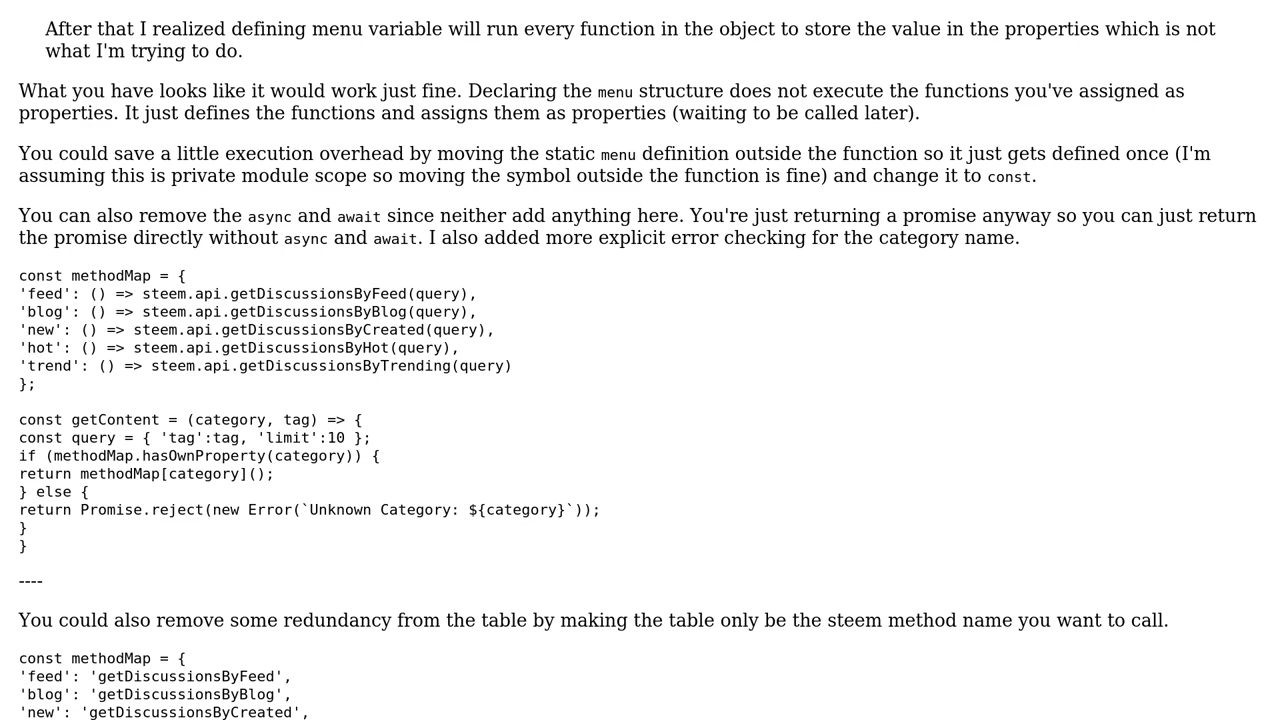 After that I realized defining menu variable will run every function in the object to store the value in the properties which is not
what I'm trying to do.
What you have looks like it would work just fine. Declaring the menu structure does not execute the functions you've assigned as
properties. It just defines the functions and assigns them as properties (waiting to be called later).
You could save a little execution overhead by moving the static menu definition outside the function so it just gets defined once (I'm
assuming this is private module scope so moving the symbol outside the function is fine) and change it to const.
You can also remove the async and await since neither add anything here. You're just returning a promise anyway so you can just return
the promise directly without async and await. I also added more explicit error checking for the category name.
const methodMap = {
'feed': () => steem.api.getDiscussionsByFeed(query),
'blog': () => steem.api.getDiscussionsByBlog(query),
'new': () => steem.api.getDiscussionsByCreated(query),
'hot': () => steem.api.getDiscussionsByHot(query),
'trend': () => steem.api.getDiscussionsByTrending(query)
};
const getContent = (category, tag) => {
const query = { 'tag':tag, 'limit':10 };
if (methodMap.hasOwnProperty(category)) {
return methodMap[category]();
} else {
return Promise.reject(new Error(`Unknown Category: ${category}`));
}
}
----
You could also remove some redundancy from the table by making the table only be the steem method name you want to call.
const methodMap = {
'feed': 'getDiscussionsByFeed',
'blog': 'getDiscussionsByBlog',
'new': 'getDiscussionsByCreated',